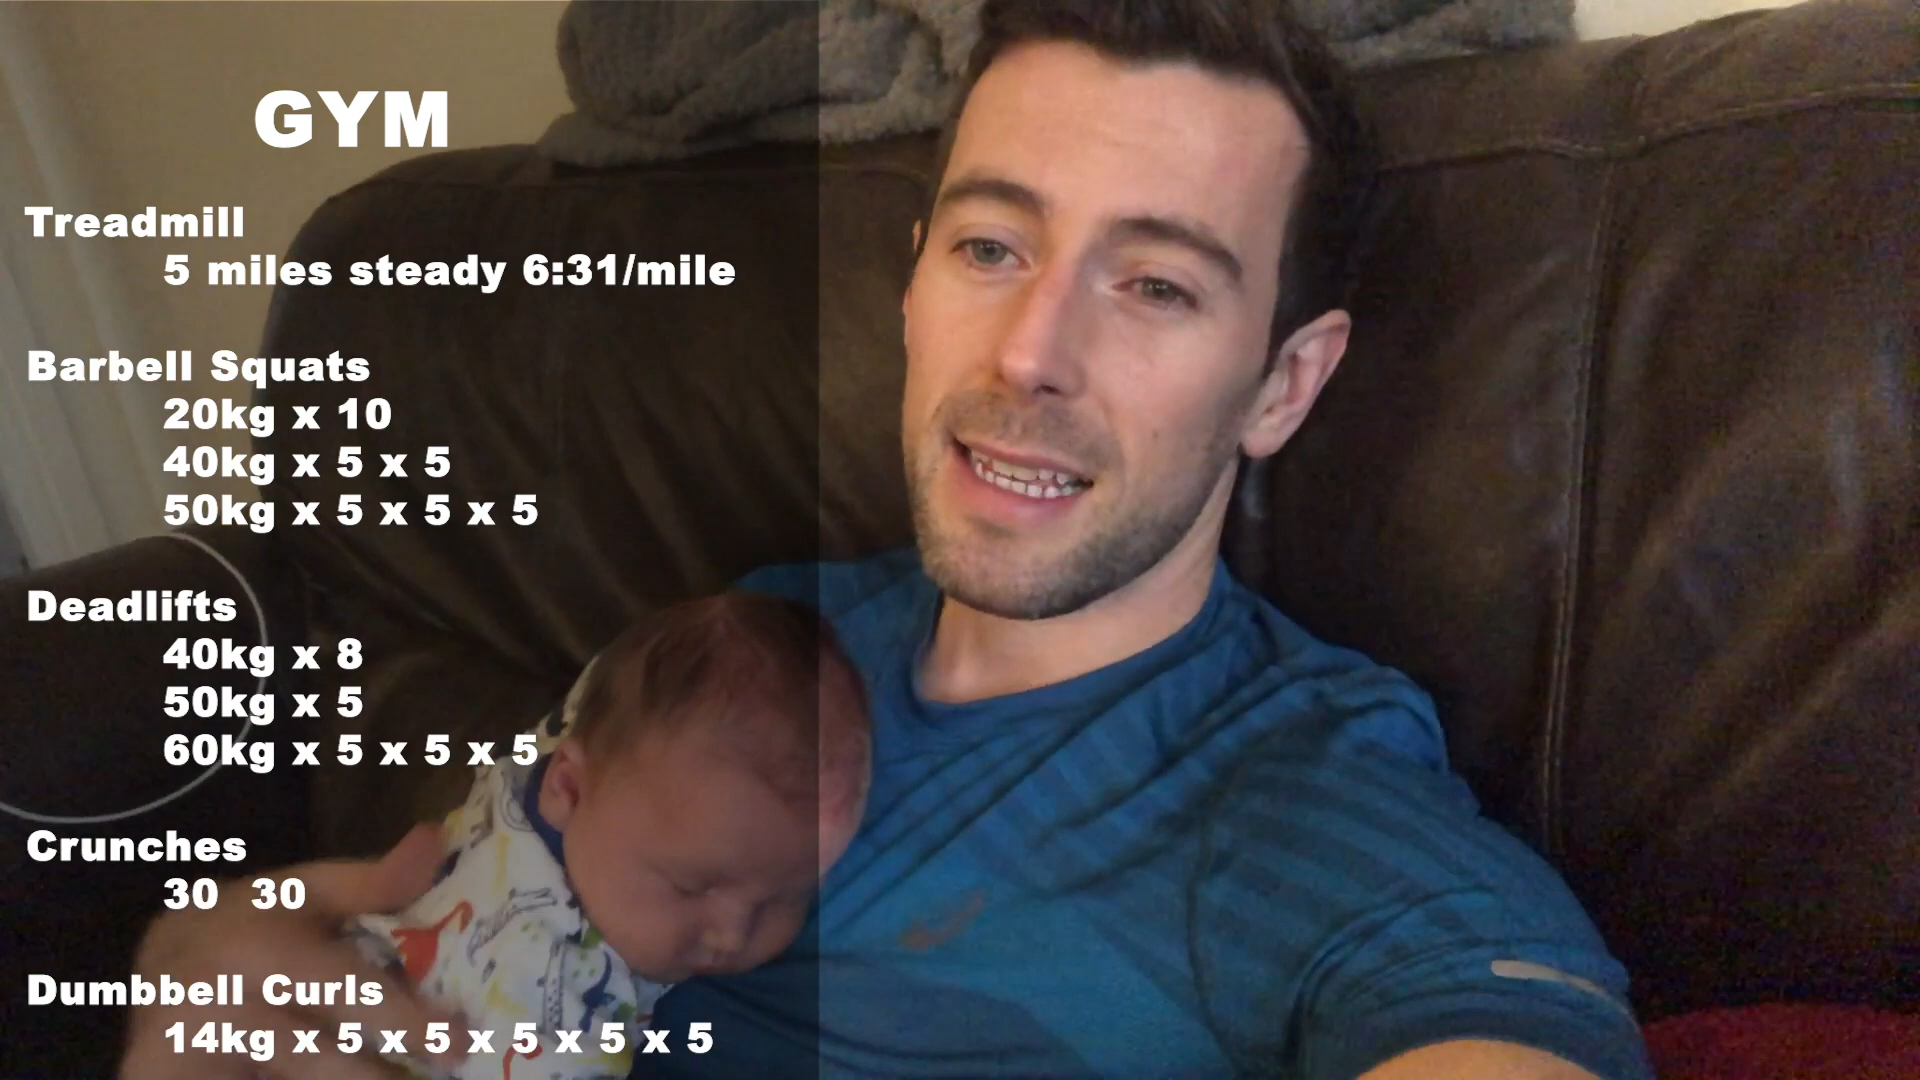 GYM
Treadmill
5 miles steady 6:31/mile
Barbell Squats
20kg x 10
40kg x 5 x 5
50kg x 5 x 5 x 5
Deadlifts
40kg x 8
50kg x 5
60kg x 5 x 5 x 5
Crunches
30 30
Dumbbell Curls
14kg x 5 x 5 x 5 x 5 x 5